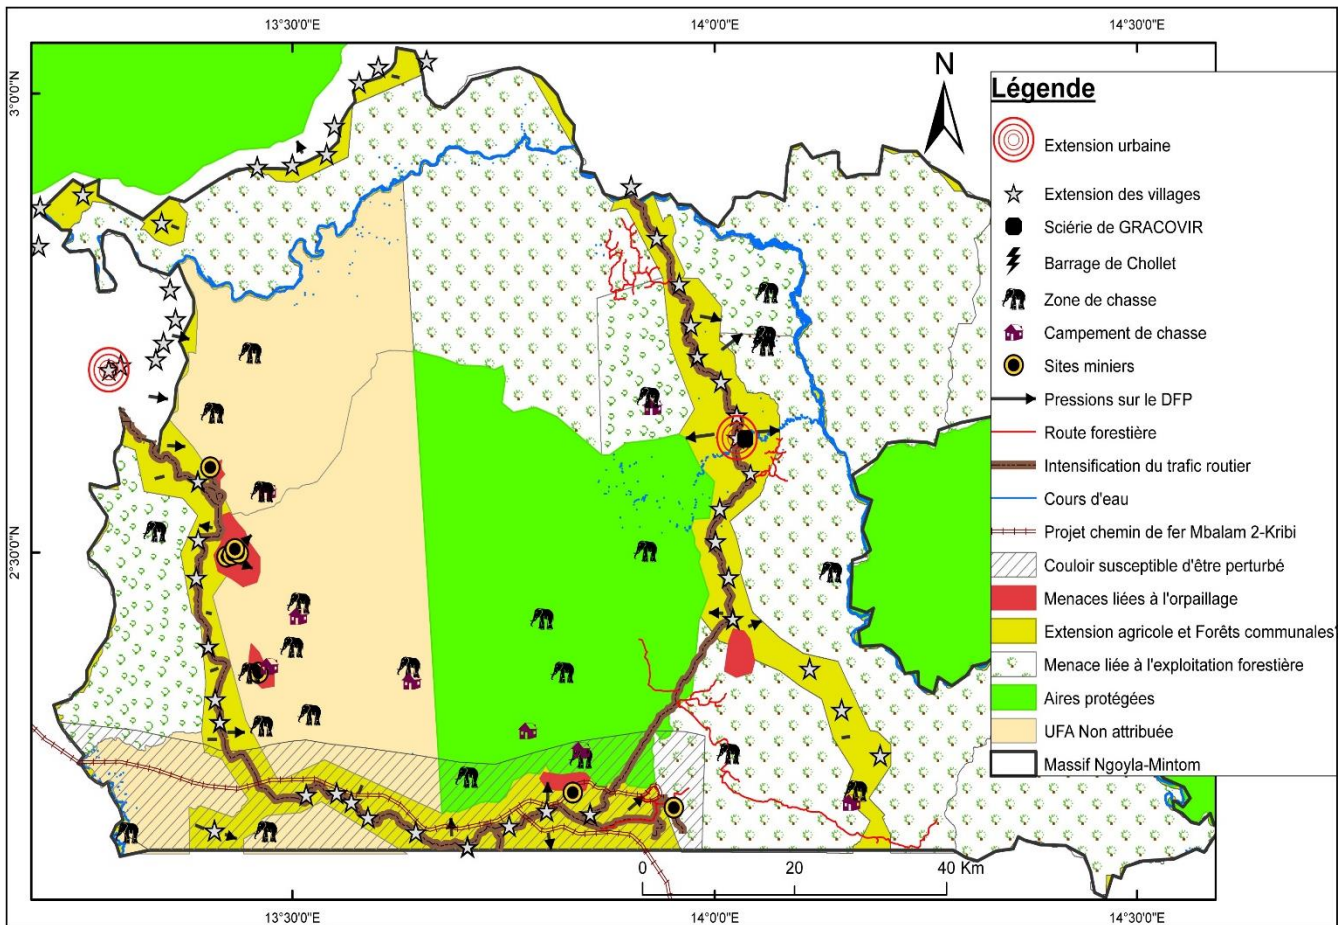 13°30'0"E
14°0'0"E
14°30'0"E
3°0'0"N
2°30'0"N
N
Légende
Extension urbaine
Extension des villages
Sciérie de GRACOVIR
Barrage de Chollet
Zone de chasse
Campement de chasse
Sites miniers
Pressions sur le DFP
Route forestière
Intensification du trafic routier
Cours d'eau
Projet chemin de fer Mbalam 2-Kribi
Couloir susceptible d'être perturbé
Menaces liées à l'orpaillage
Extension agricole et Forêts communales
Menace liée à l'exploitation forestière
Aires protégées
UFA Non attribuée
Massif Ngoyla-Mintom
0 20 40 Km
13°30'0"E
14°0'0"E
14°30'0"E